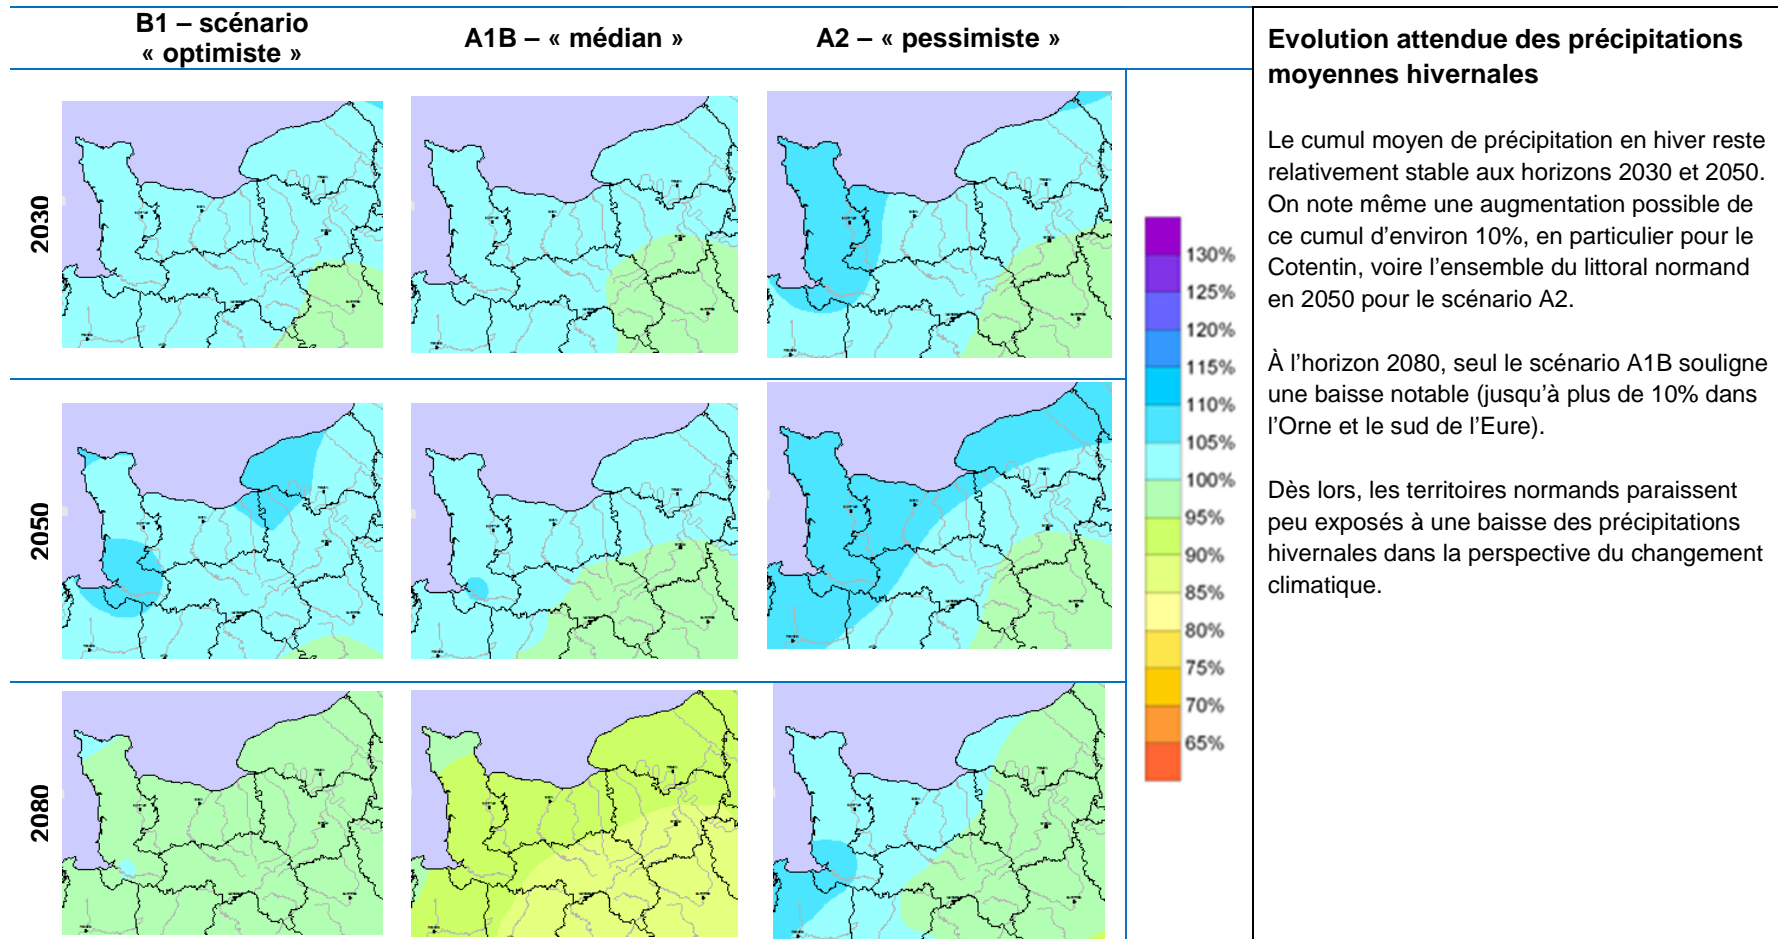 B1 – scénario
« optimiste »
A1B – « médian »
A2 – « pessimiste »
2030
2050
2080
130%
125%
120%
115%
110%
105%
100%
95%
90%
85%
80%
75%
70%
65%
Evolution attendue des précipitations
moyennes hivernales
Le cumul moyen de précipitation en hiver reste
relativement stable aux horizons 2030 et 2050.
On note même une augmentation possible de
ce cumul d’environ 10%, en particulier pour le
Cotentin, voire l’ensemble du littoral normand
en 2050 pour le scénario A2.
À l’horizon 2080, seul le scénario A1B souligne
une baisse notable (jusqu’à plus de 10% dans
l’Orne et le sud de l’Eure).
Dès lors, les territoires normands paraissent
peu exposés à une baisse des précipitations
hivernales dans la perspective du changement
climatique.